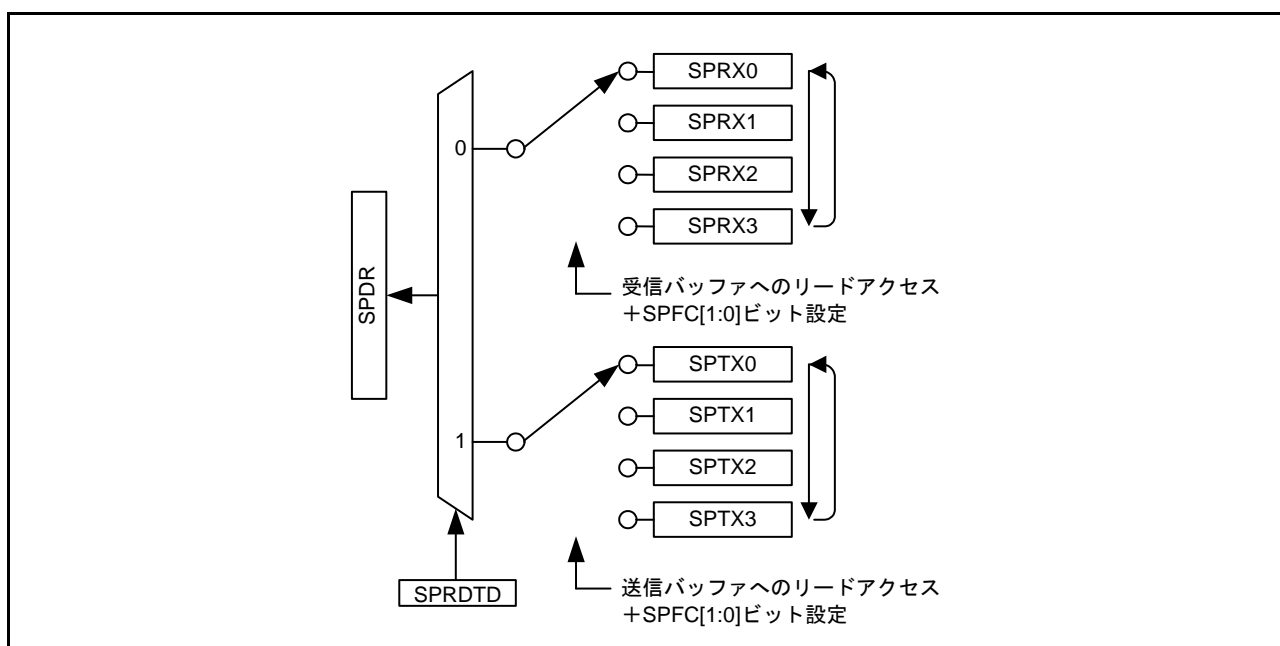 SPRX0
SPRX1
0
SPRX2
SPRX3
SPDR
受信バッファへのリードアクセス
+SPFC[1:0]ビット設定
SPTX0
SPTX1
1
SPTX2
SPTX3
SPRDTD
送信バッファへのリードアクセス
+SPFC[1:0]ビット設定